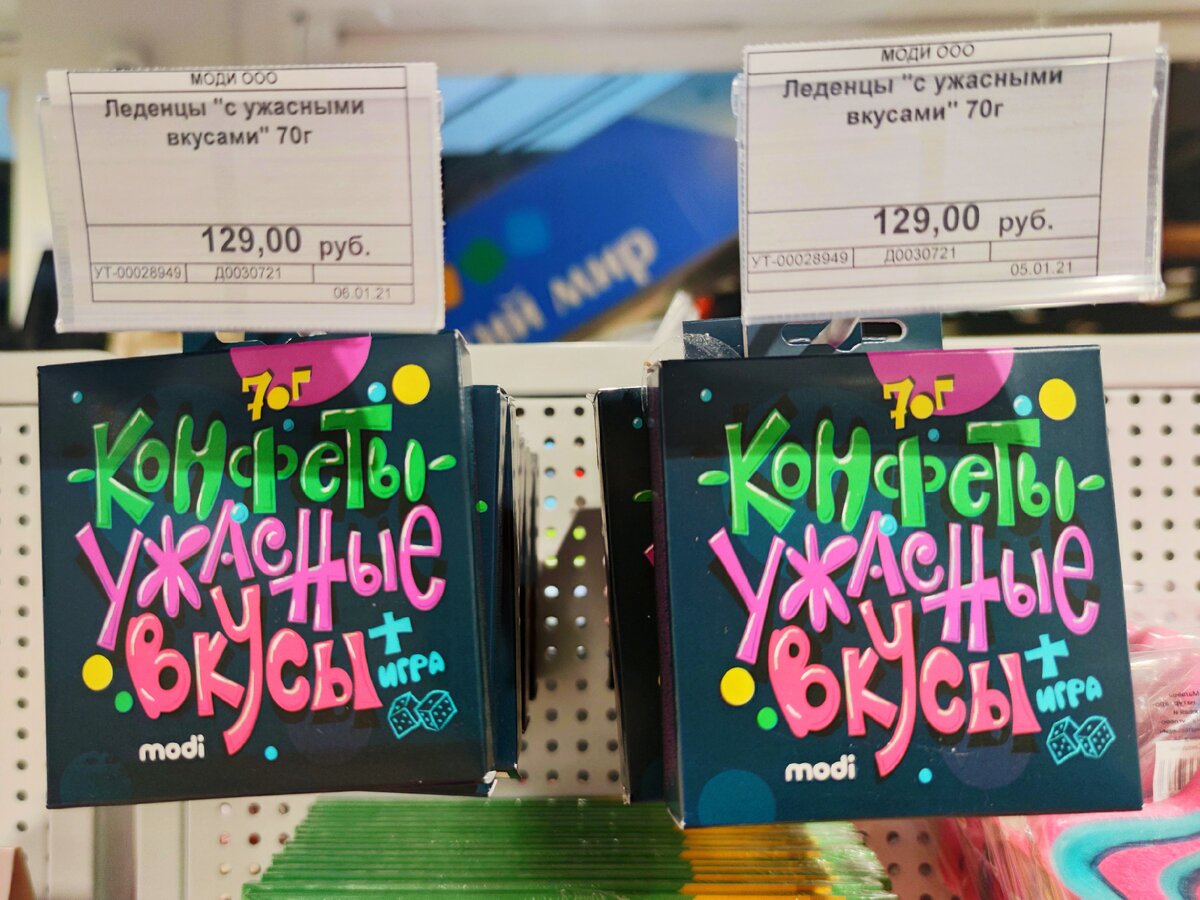 МОДИ ООО
Леденцы "с ужасными
вкусами" 70г
129,00 руб.
УТ-00028949 Д0030721
06.01.21
МОДИ ООО
Леденцы "с ужасными
вкусами" 70г
129,00 руб.
УТ-00028949 Д0030721
05.01.21
ий мир
70г
Конфеты
ужасные
вкусы
+
игра
modi
70г
Конфеты
ужасные
вкусы
+
игра
modi